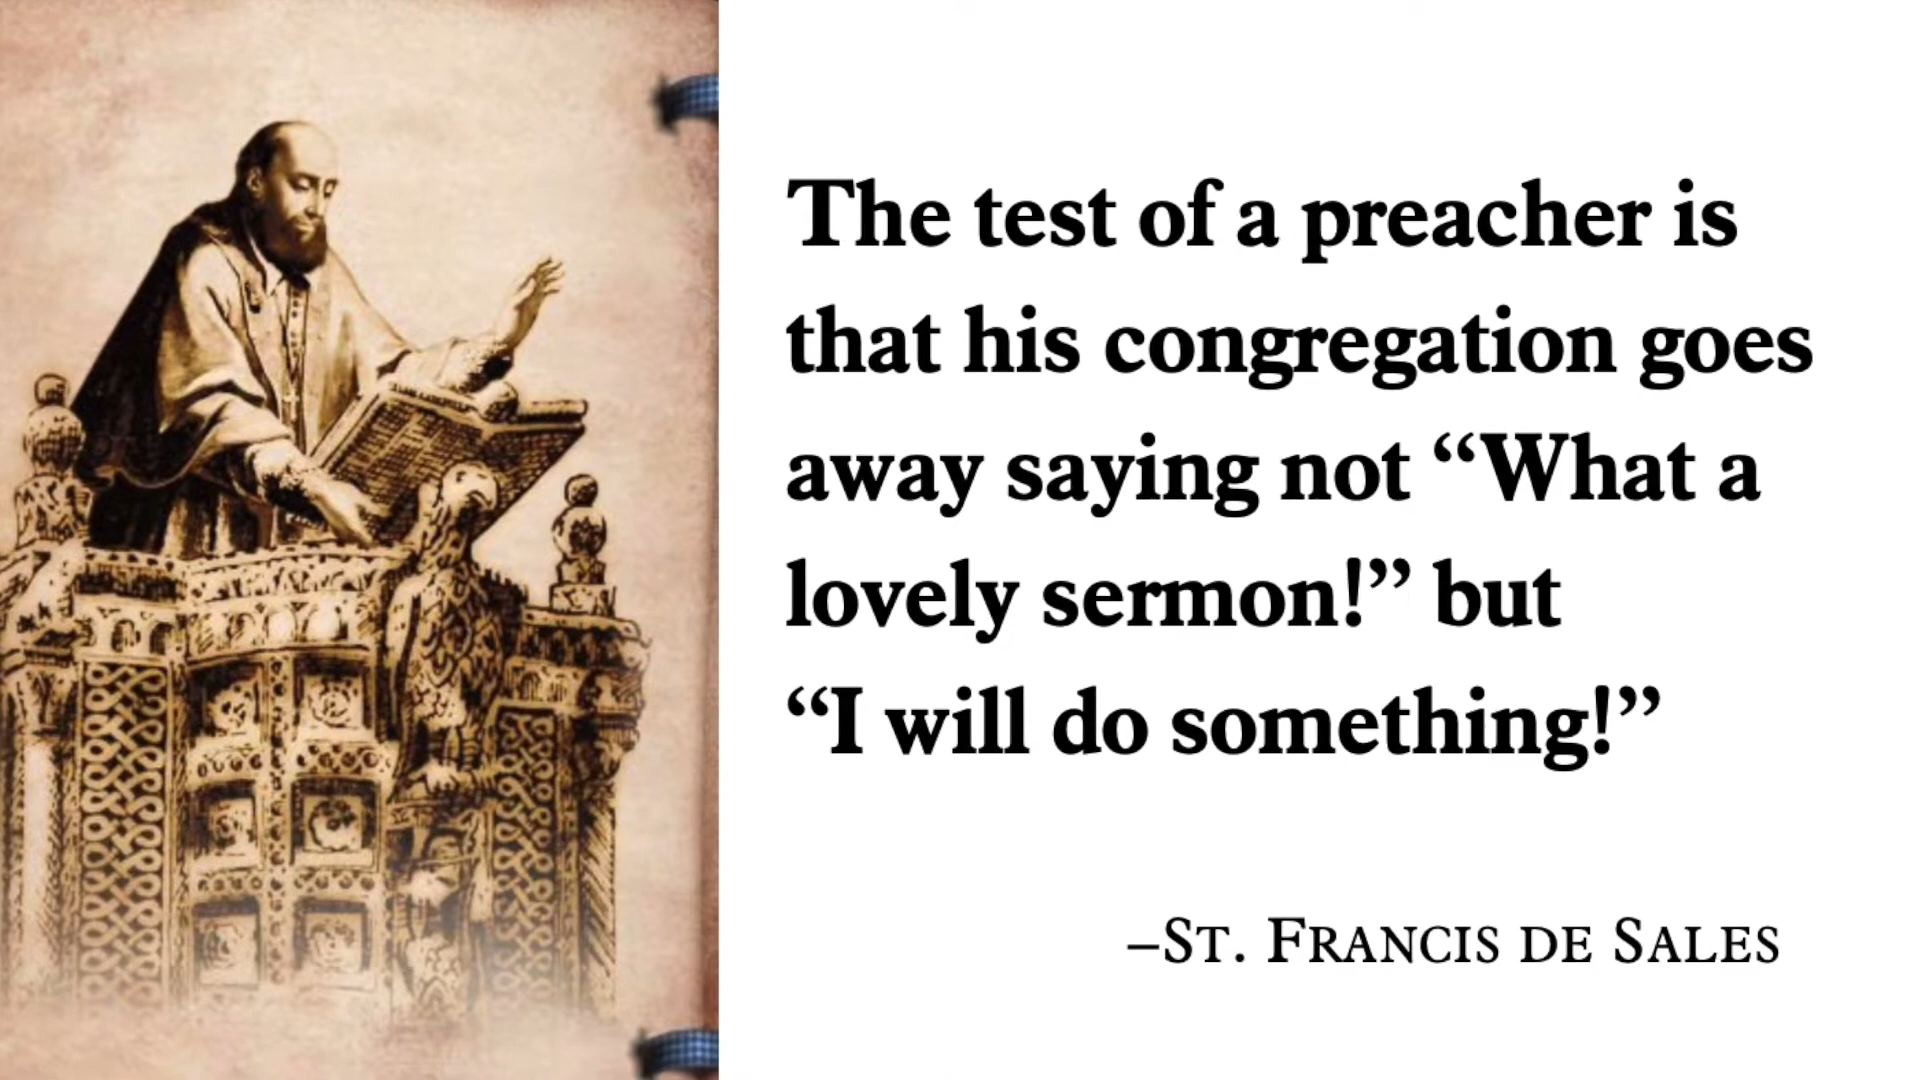 The test of a preacher is
that his congregation goes
away saying not “What a
lovely sermon!” but
“I will do something!”
–St. Francis de Sales